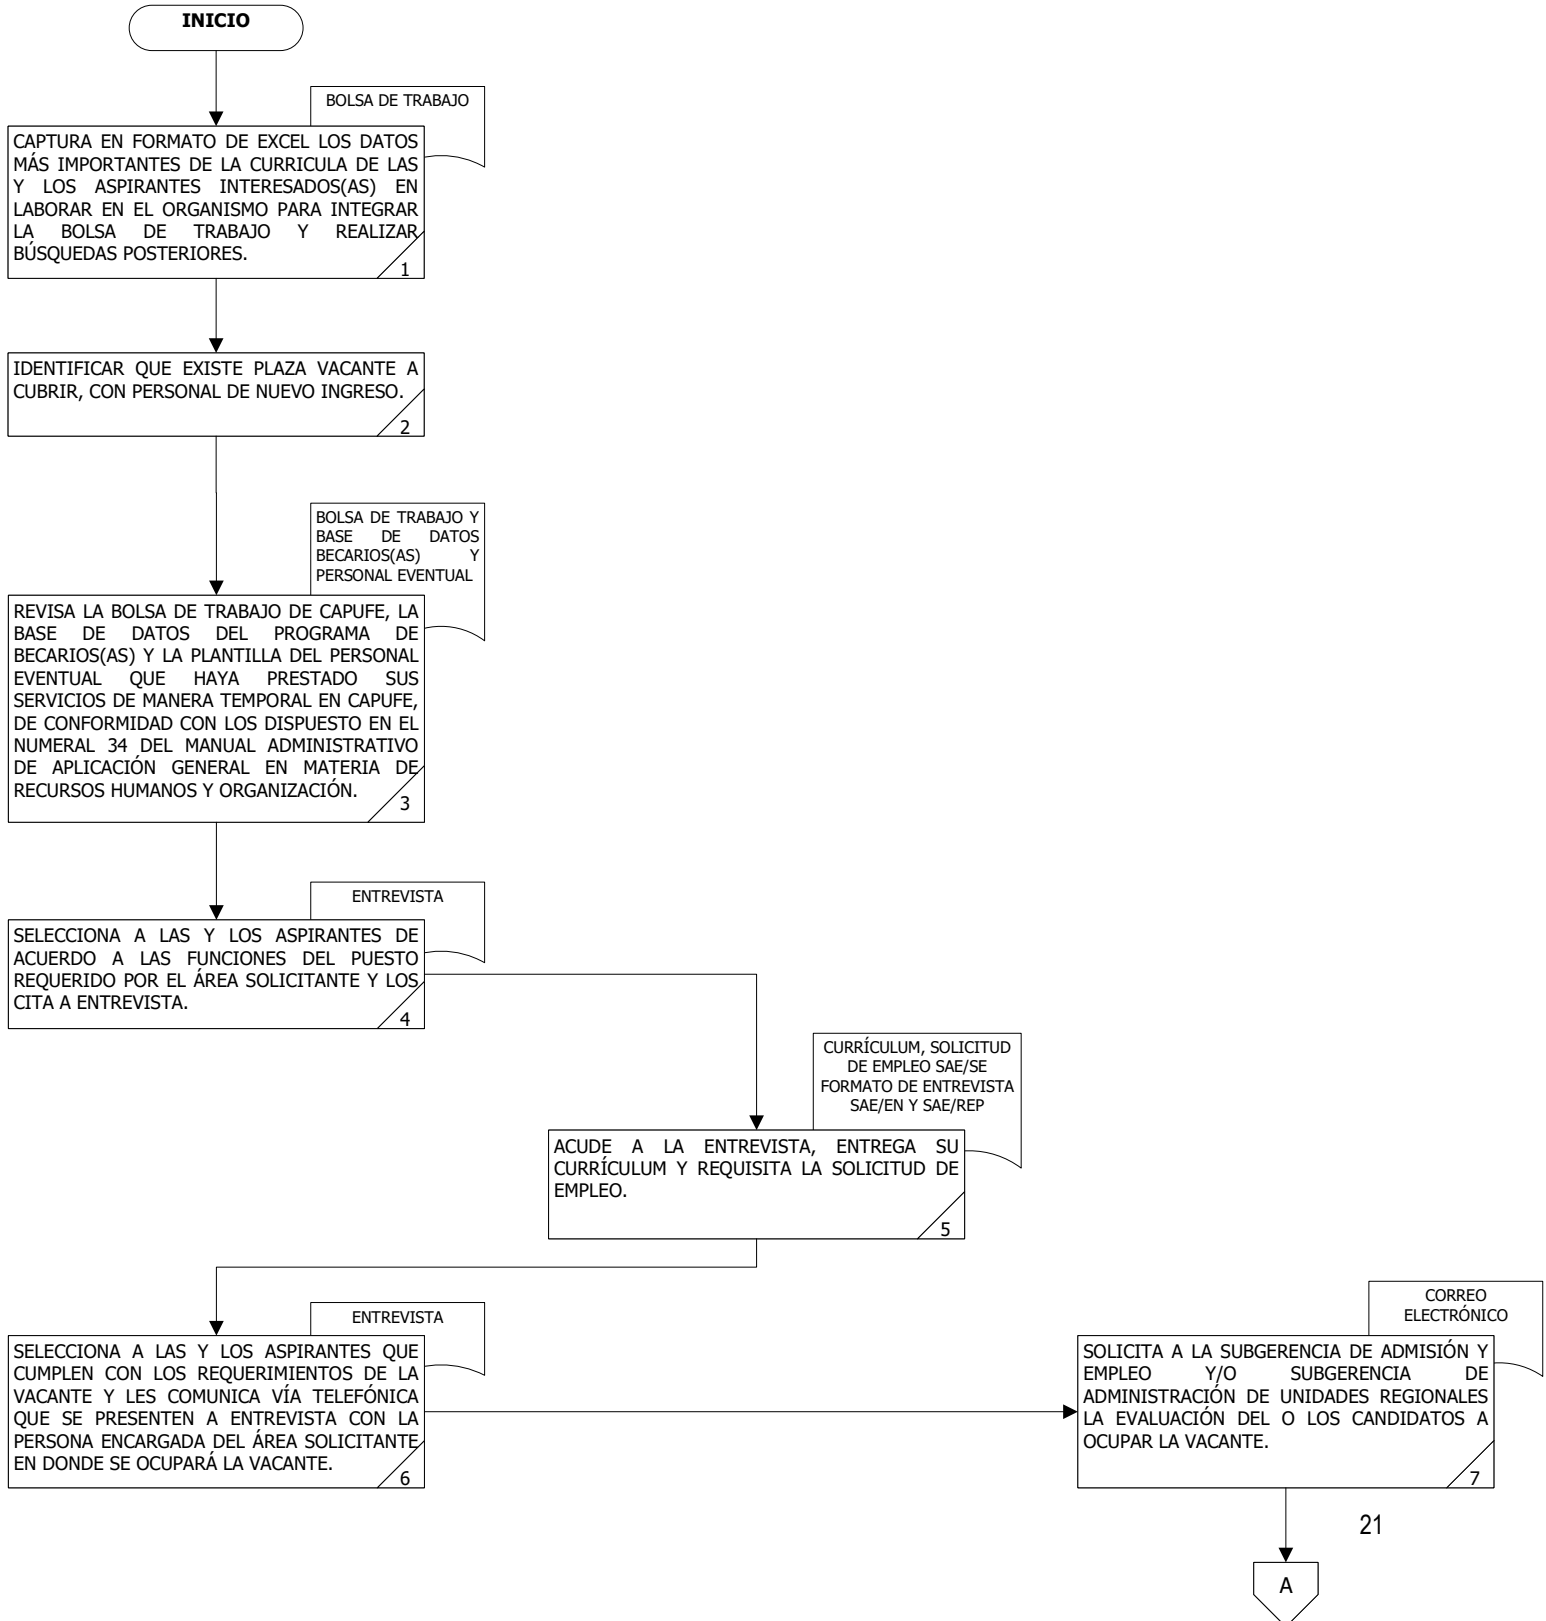 INICIO
BOLSA DE TRABAJO
CAPTURA EN FORMATO DE EXCEL LOS DATOS
MÁS IMPORTANTES DE LA CURRICULA DE LAS
Y LOS ASPIRANTES INTERESADOS(AS) EN
LABORAR EN EL ORGANISMO PARA INTEGRAR
LA BOLSA DE TRABAJO Y REALIZAR
BÚSQUEDAS POSTERIORES.
1
IDENTIFICAR QUE EXISTE PLAZA VACANTE A
CUBRIR, CON PERSONAL DE NUEVO INGRESO.
2
BOLSA DE TRABAJO Y
BASE DE DATOS
BECARIOS(AS) Y
PERSONAL EVENTUAL
REVISA LA BOLSA DE TRABAJO DE CAPUFE, LA
BASE DE DATOS DEL PROGRAMA DE
BECARIOS(AS) Y LA PLANTILLA DEL PERSONAL
EVENTUAL QUE HAYA PRESTADO SUS
SERVICIOS DE MANERA TEMPORAL EN CAPUFE,
DE CONFORMIDAD CON LOS DISPUESTO EN EL
NUMERAL 34 DEL MANUAL ADMINISTRATIVO
DE APLICACIÓN GENERAL EN MATERIA DE
RECURSOS HUMANOS Y ORGANIZACIÓN.
3
ENTREVISTA
SELECCIONA A LAS Y LOS ASPIRANTES DE
ACUERDO A LAS FUNCIONES DEL PUESTO
REQUERIDO POR EL ÁREA SOLICITANTE Y LOS
CITA A ENTREVISTA.
4
CURRÍCULUM, SOLICITUD
DE EMPLEO SAE/SE
FORMATO DE ENTREVISTA
SAE/EN Y SAE/REP
ACUDE A LA ENTREVISTA, ENTREGA SU
CURRÍCULUM Y REQUISITA LA SOLICITUD DE
EMPLEO.
5
ENTREVISTA
SELECCIONA A LAS Y LOS ASPIRANTES QUE
CUMPLEN CON LOS REQUERIMIENTOS DE LA
VACANTE Y LES COMUNICA VÍA TELEFÓNICA
QUE SE PRESENTEN A ENTREVISTA CON LA
PERSONA ENCARGADA DEL ÁREA SOLICITANTE
EN DONDE SE OCUPARÁ LA VACANTE.
6
CORREO
ELECTRÓNICO
SOLICITA A LA SUBGERENCIA DE ADMISIÓN Y
EMPLEO Y/O SUBGERENCIA DE
ADMINISTRACIÓN DE UNIDADES REGIONALES
LA EVALUACIÓN DEL O LOS CANDIDATOS A
OCUPAR LA VACANTE.
7
21
A